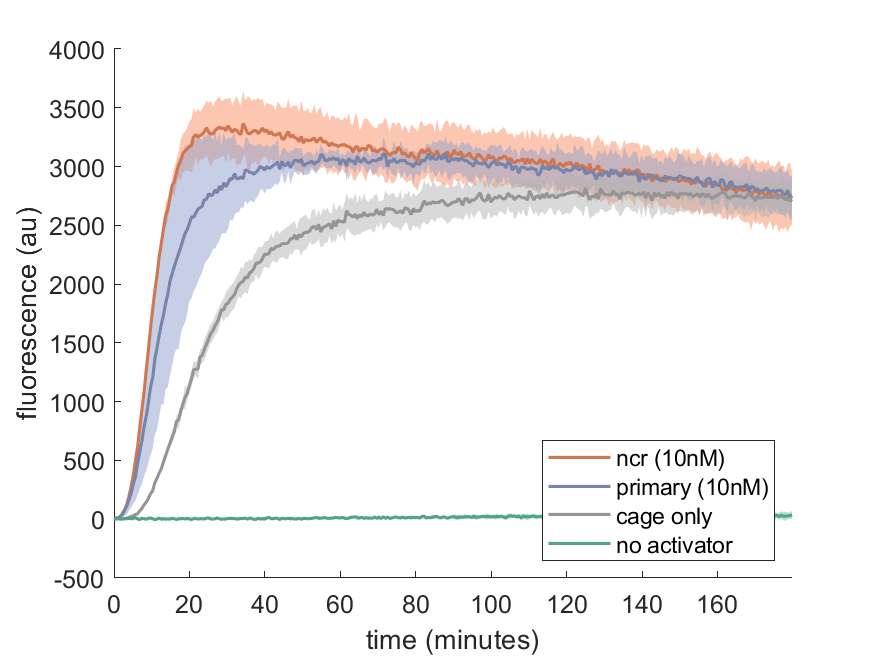 4000
3500
3000
2500
2000
1500
1000
500
0
-500
fluorescence (au)
0 20 40 60 80 100 120 140 160
time (minutes)
ncr (10nM)
primary (10nM)
cage only
no activator